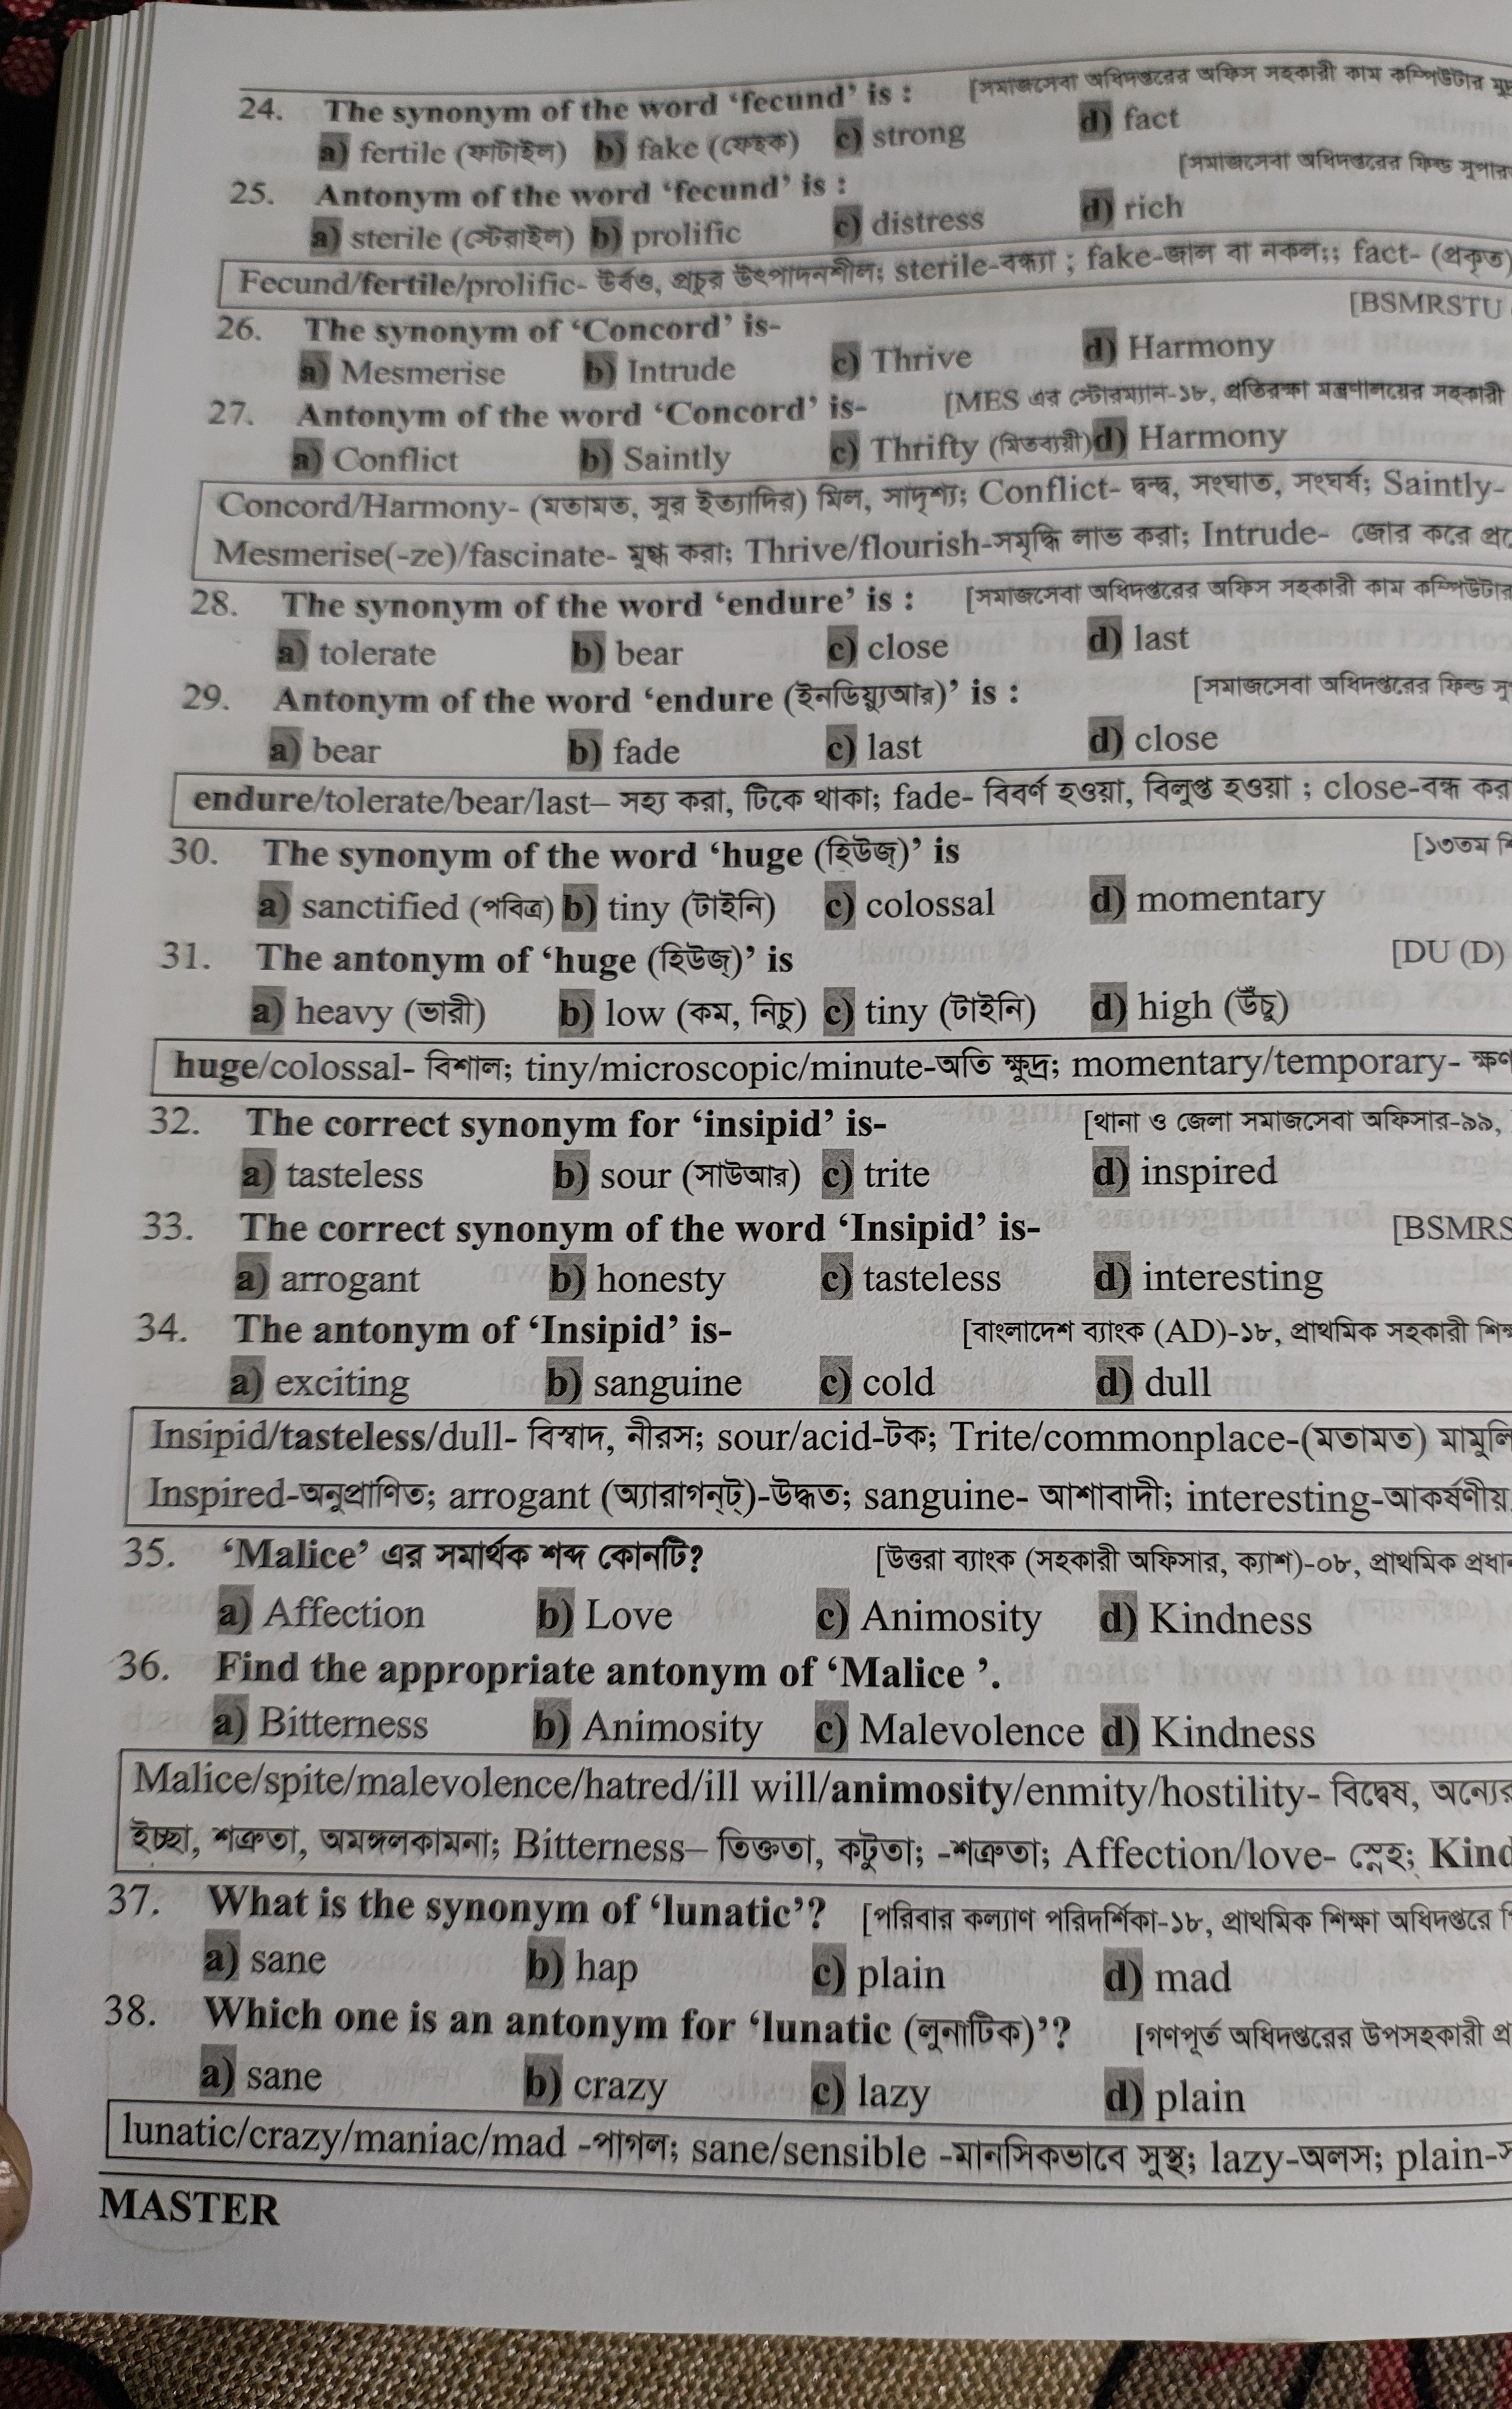 24. The synonym of the word ‘fecund’ is : [সমাজসেবা অধিদপ্তরের অফিস সহকারী কাম কম্পিউটার
a) fertile (ফার্টাইল) b) fake (ফেইক) c) strong d) fact
25. Antonym of the word ‘fecund’ is : [সমাজসেবা অধিদপ্তরের ফিল্ড
a) sterile (স্টেরাইল) b) prolific c) distress d) rich
Fecund/fertile/prolific- উর্বও, প্রচুর উৎপাদনশীল; sterile-বন্ধ্যা ; fake-জাল বা নকল;; fact- (প্রকৃত)
26. The synonym of ‘Concord’ is- [BSMRSTU
a) Mesmerise b) Intrude c) Thrive d) Harmony
27. Antonym of the word ‘Concord’ is- [MES এর স্টোরম্যান-১৮, প্রতিরক্ষা মন্ত্রণালয়ের সহকারী
a) Conflict b) Saintly c) Thrifty (মিতব্যয়ী) d) Harmony
Concord/Harmony- (মতামত, সুর ইত্যাদির) মিল, সাদৃশ্য; Conflict- দ্বন্দ্ব, সংঘাত, সংঘর্ষ; Saintly-
Mesmerise(-ze)/fascinate- মুগ্ধ করা; Thrive/flourish-সমৃদ্ধি লাভ করা; Intrude- জোর করে
28. The synonym of the word ‘endure’ is : [সমাজসেবা অধিদপ্তরের অফিস সহকারী কাম কম্পিউটার
a) tolerate b) bear c) close d) last
29. Antonym of the word ‘endure (ইনডিয়্যুআর)’ is : [সমাজসেবা অধিদপ্তরের ফিল্ড
a) bear b) fade c) last d) close
endure/tolerate/bear/last– সহ্য করা, টিকে থাকা; fade- বিবর্ণ হওয়া, বিলুপ্ত হওয়া ; close-বন্ধ
30. The synonym of the word ‘huge (হিউজ্)’ is [১৩তম
a) sanctified (পবিত্র) b) tiny (টাইনি) c) colossal d) momentary
31. The antonym of ‘huge (হিউজ্)’ is [DU (D)
a) heavy (ভারী) b) low (কম, নিচু) c) tiny (টাইনি) d) high (উঁচু)
huge/colossal- বিশাল; tiny/microscopic/minute-অতি ক্ষুদ্র; momentary/temporary-
32. The correct synonym for ‘insipid’ is- [থানা ও জেলা সমাজসেবা অফিসার-৯৯,
a) tasteless b) sour (সাউআর) c) trite d) inspired
33. The correct synonym of the word ‘Insipid’ is- [BSMRS
a) arrogant b) honesty c) tasteless d) interesting
34. The antonym of ‘Insipid’ is- [বাংলাদেশ ব্যাংক (AD)-১৮, প্রাথমিক সহকারী
a) exciting b) sanguine c) cold d) dull
Insipid/tasteless/dull- বিস্বাদ, নীরস; sour/acid-টক; Trite/commonplace-(মতামত)
Inspired-অনুপ্রাণিত; arrogant (অ্যারাগন্ট্)-উদ্ধত; sanguine- আশাবাদী; interesting-আকর্ষণীয়
35. ‘Malice’ এর সমার্থক শব্দ কোনটি? [উত্তরা ব্যাংক (সহকারী অফিসার, ক্যাশ)-০৮, প্রাথমিক
a) Affection b) Love c) Animosity d) Kindness
36. Find the appropriate antonym of ‘Malice ’.
a) Bitterness b) Animosity c) Malevolence d) Kindness
Malice/spite/malevolence/hatred/ill will/animosity/enmity/hostility- বিদ্বেষ,
ইচ্ছা, শত্রুতা, অমঙ্গলকামনা; Bitterness– তিক্ততা, কটুতা; -শত্রুতা; Affection/love- স্নেহ; Kind
37. What is the synonym of ‘lunatic’? [পরিবার কল্যাণ পরিদর্শিকা-১৮, প্রাথমিক শিক্ষা অধিদপ্তরে
a) sane b) hap c) plain d) mad
38. Which one is an antonym for ‘lunatic (লুনাটিক)’? [গণপূর্ত অধিদপ্তরের উপসহকারী
a) sane b) crazy c) lazy d) plain
lunatic/crazy/maniac/mad -পাগল; sane/sensible -মানসিকভাবে সুস্থ; lazy-অলস; plain-
MASTER